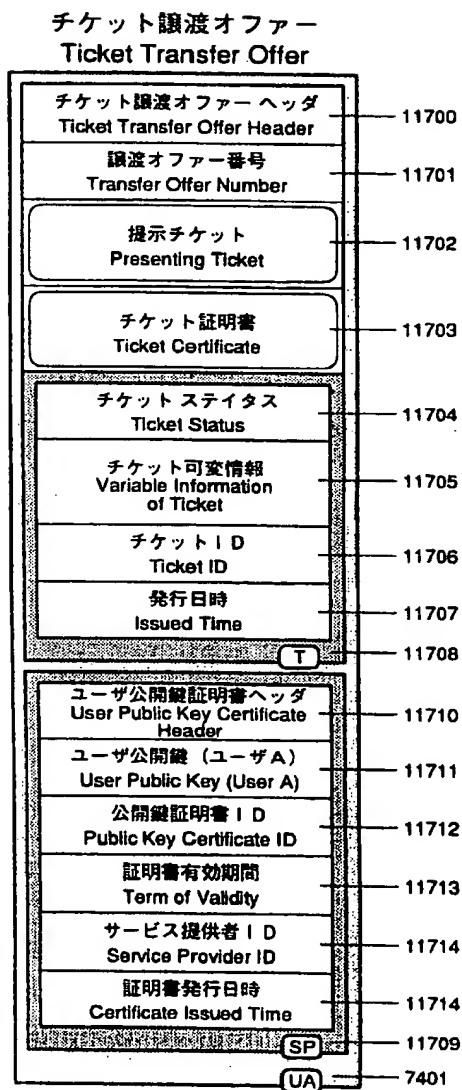 チケット譲渡オファー
Ticket Transfer Offer
チケット譲渡オファー ヘッダ
Ticket Transfer Offer Header
11700
譲渡オファー番号
Transfer Offer Number
11701
提示チケット
Presenting Ticket
11702
チケット証明書
Ticket Certificate
11703
チケット ステイタス
Ticket Status
11704
チケット可変情報
Variable Information
of Ticket
11705
チケットID
Ticket ID
11706
発行日時
Issued Time
11707
T
11708
ユーザ公開鍵証明書ヘッダ
User Public Key Certificate
Header
11710
ユーザ公開鍵 (ユーザA)
User Public Key (User A)
11711
公開鍵証明書ID
Public Key Certificate ID
11712
証明書有効期間
Term of Validity
11713
サービス提供者ID
Service Provider ID
11714
証明書発行日時
Certificate Issued Time
11714
SP
11709
UA
7401